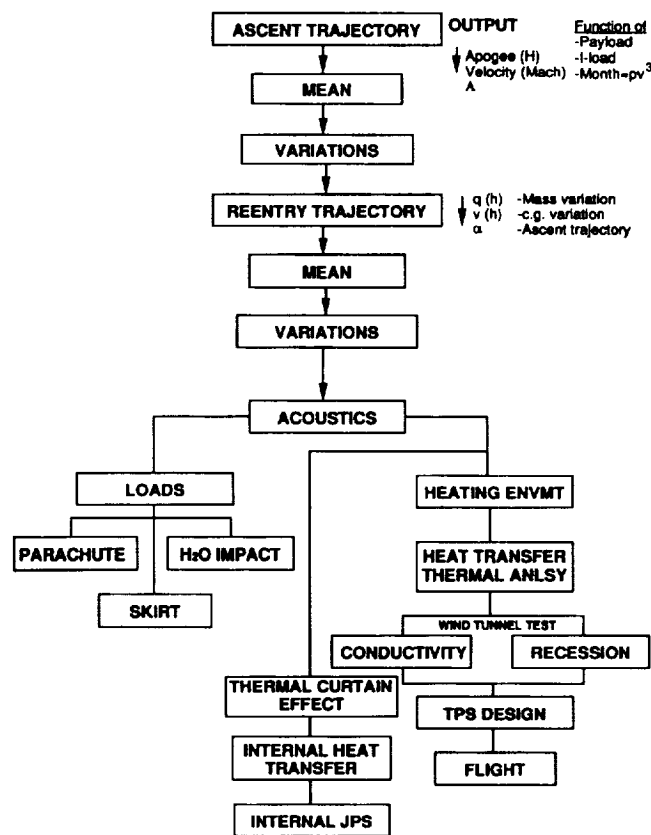 ASCENT TRAJECTORY
OUTPUT
Function of
Apogee (H)
-Payload
-I-load
Velocity (Mach)
-Month=pv³
A
MEAN
VARIATIONS
REENTRY TRAJECTORY
q (h) -Mass variation
v (h) -c.g. variation
α -Ascent trajectory
MEAN
VARIATIONS
ACOUSTICS
LOADS
HEATING ENVMT
PARACHUTE
H₂O IMPACT
HEAT TRANSFER
THERMAL ANLSY
SKIRT
WIND TUNNEL TEST
CONDUCTIVITY
RECESSION
THERMAL CURTAIN
EFFECT
TPS DESIGN
INTERNAL HEAT
TRANSFER
FLIGHT
INTERNAL JPS